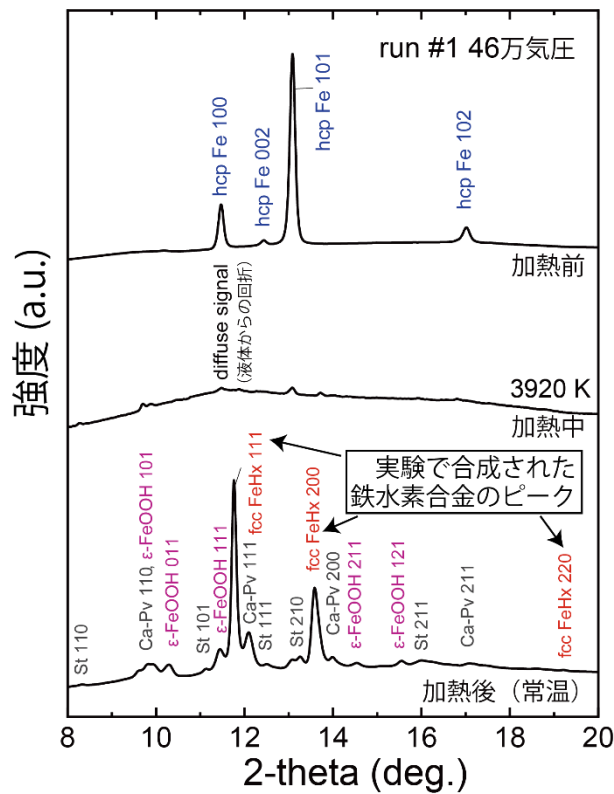 run #1 46万気圧
hcp Fe 100
hcp Fe 002
hcp Fe 101
hcp Fe 102
加熱前
diffuse signal
（液体からの回折）
3920 K
加熱中
実験で合成された
鉄水素合金のピーク
St 110
Ca-Pv 110, ε-FeOOH 101
ε-FeOOH 011
St 101
ε-FeOOH 111
fcc FeHx 111
Ca-Pv 111
St 111
St 210
fcc FeHx 200
Ca-Pv 200
ε-FeOOH 211
ε-FeOOH 121
St 211
Ca-Pv 211
fcc FeHx 220
加熱後（常温）
強度 (a.u.)
8 10 12 14 16 18 20
2-theta (deg.)